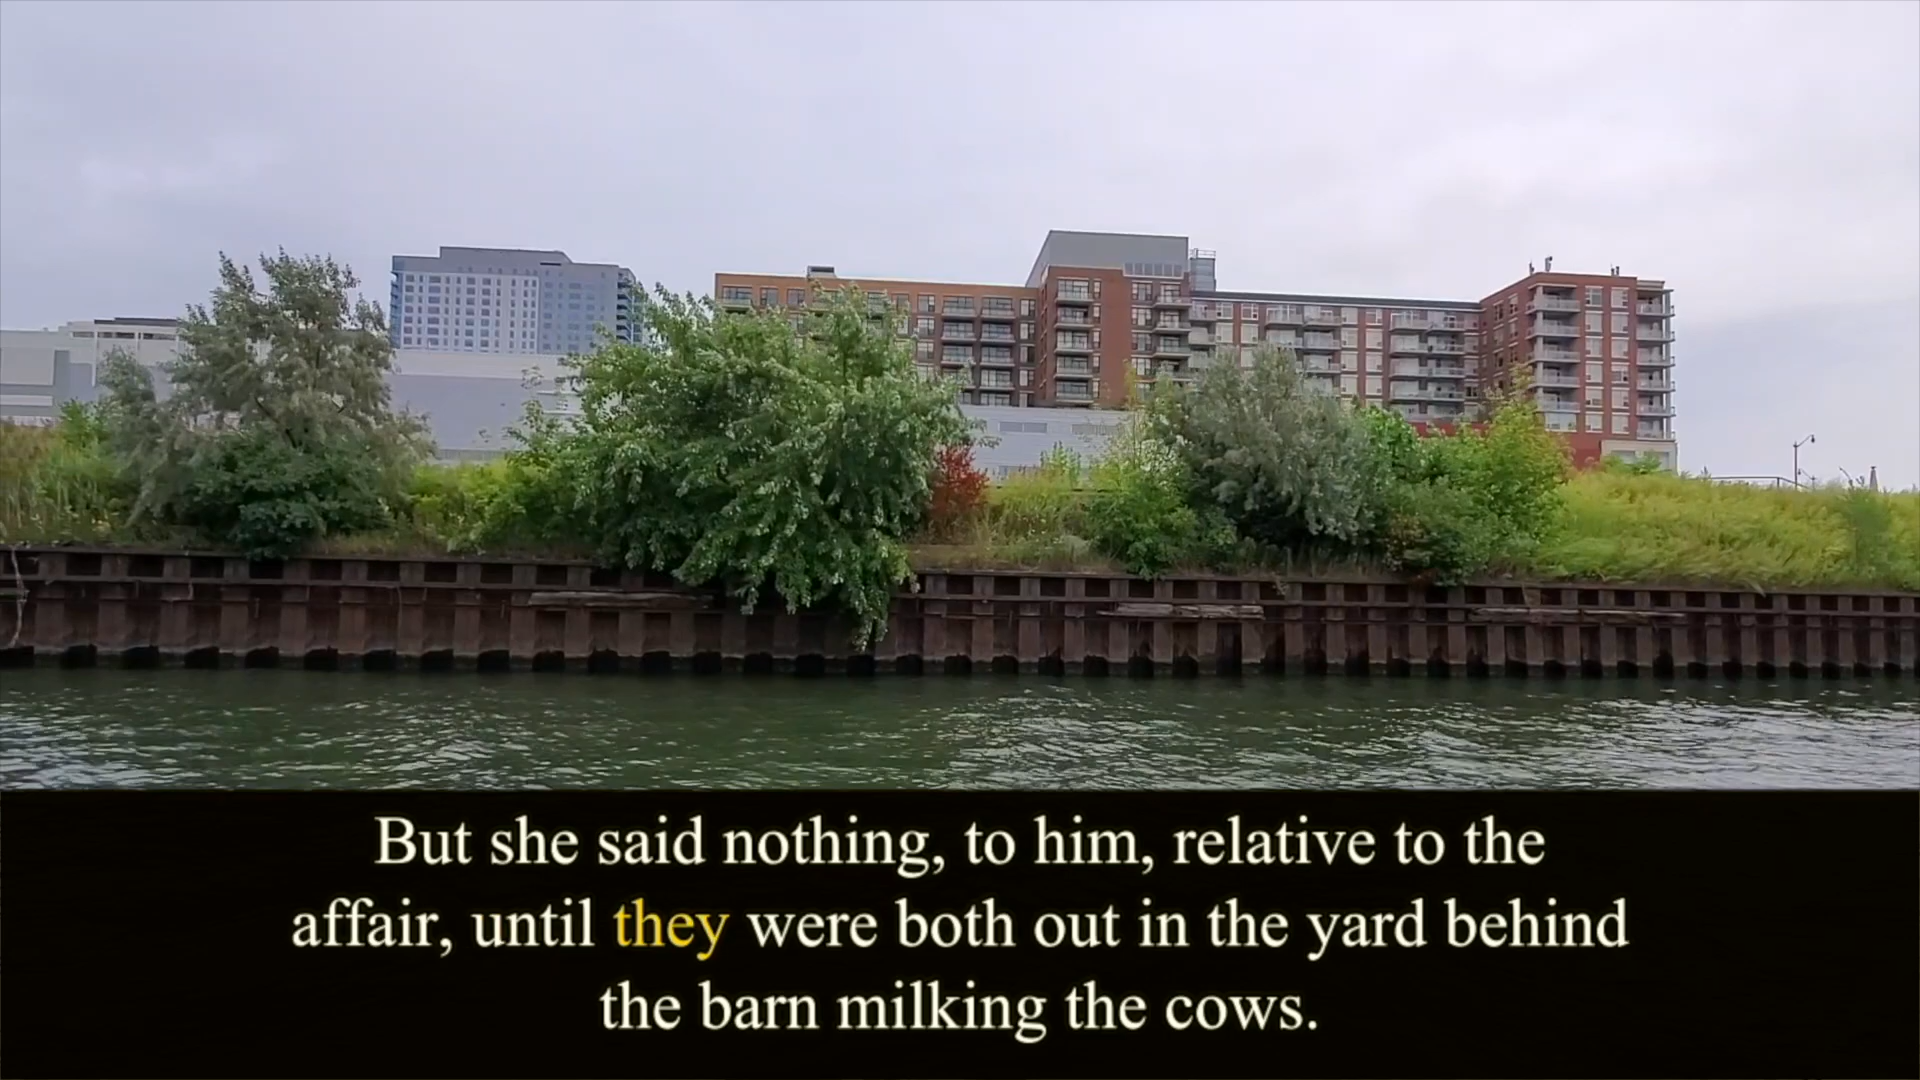 But she said nothing, to him, relative to the
affair, until they were both out in the yard behind
the barn milking the cows.